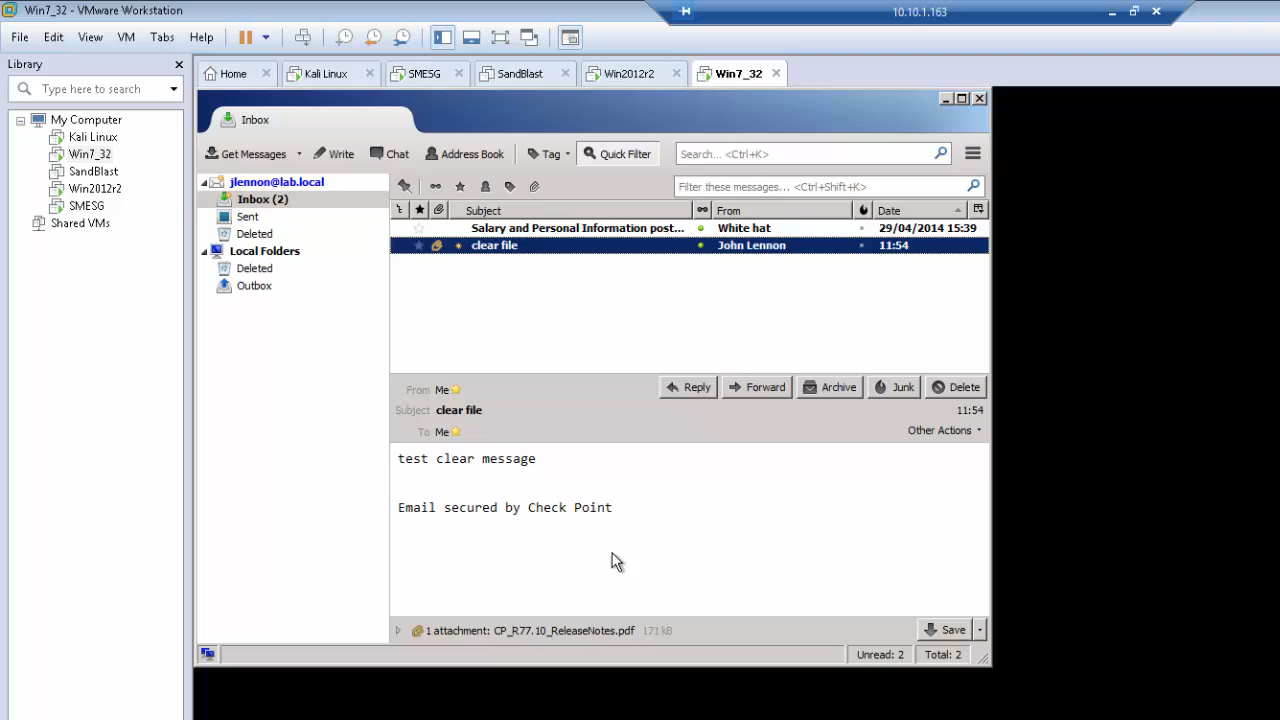 Win7_32 - VMware Workstation
10.10.1.163
File Edit View VM Tabs Help
Library
Type here to search
My Computer
Kali Linux
Win7_32
SandBlast
Win2012r2
SMESG
Shared VMs
Home Kali Linux SMESG SandBlast Win2012r2 Win7_32
Inbox
Get Messages Write Chat Address Book Tag Quick Filter Search... <Ctrl+K>
jlennon@lab.local
Inbox (2)
Sent
Deleted
Local Folders
Deleted
Outbox
Filter these messages... <Ctrl+Shift+K>
Subject From Date
Salary and Personal Information post... White hat 29/04/2014 15:39
clear file John Lennon 11:54
From Me Reply Forward Archive Junk Delete
Subject clear file 11:54
To Me Other Actions
test clear message
Email secured by Check Point
1 attachment: CP_R77.10_ReleaseNotes.pdf 171 kB Save
Unread: 2 Total: 2